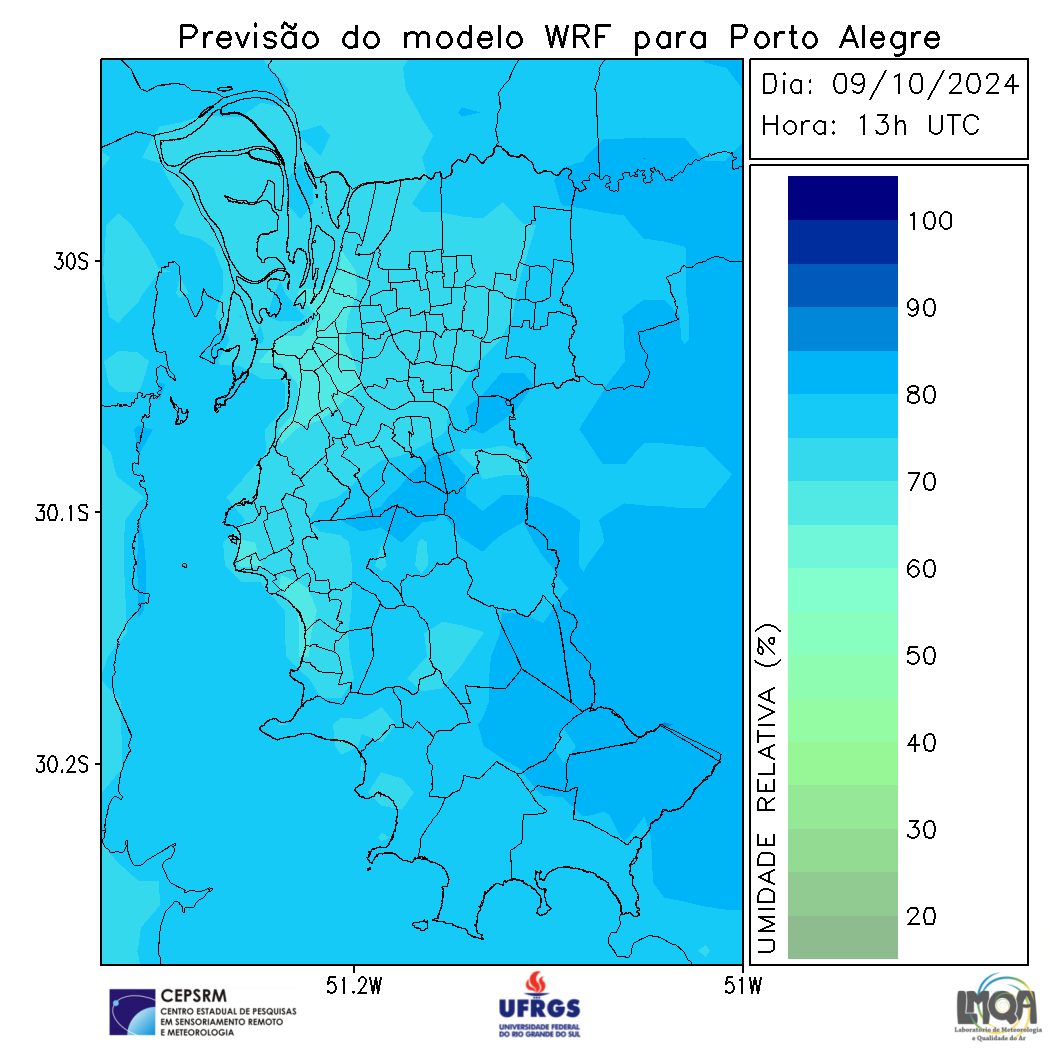 Previsão do modelo WRF para Porto Alegre
Dia: 09/10/2024
Hora: 13h UTC
30S
30.1S
30.2S
51.2W
51W
UMIDADE RELATIVA (%)
100
90
80
70
60
50
40
30
20
CEPSRM
CENTRO ESTADUAL DE PESQUISAS
EM SENSORIAMENTO REMOTO
E METEOROLOGIA
UFRGS
UNIVERSIDADE FEDERAL
DO RIO GRANDE DO SUL
LMQA
Laboratório de Meteorologia
e Qualidade do Ar